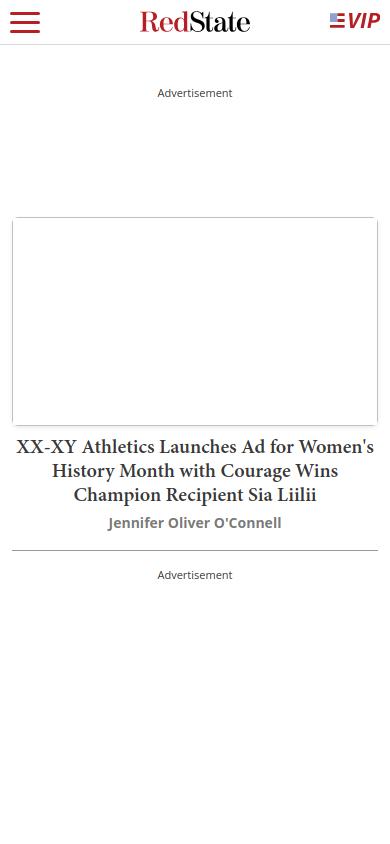 RedState
VIP
Advertisement
XX-XY Athletics Launches Ad for Women's
History Month with Courage Wins
Champion Recipient Sia Liilii
Jennifer Oliver O'Connell
Advertisement